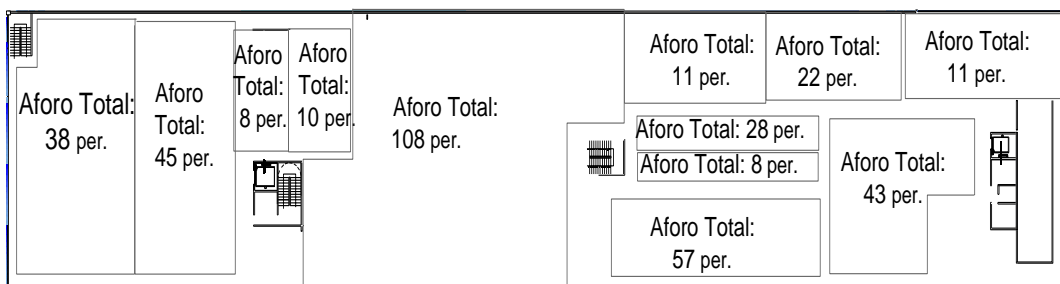 Aforo Total:
38 per.
Aforo
Total:
45 per.
Aforo
Total:
8 per.
Aforo
Total:
10 per.
Aforo Total:
108 per.
Aforo Total:
11 per.
Aforo Total:
22 per.
Aforo Total:
11 per.
Aforo Total: 28 per.
Aforo Total: 8 per.
Aforo Total:
43 per.
Aforo Total:
57 per.